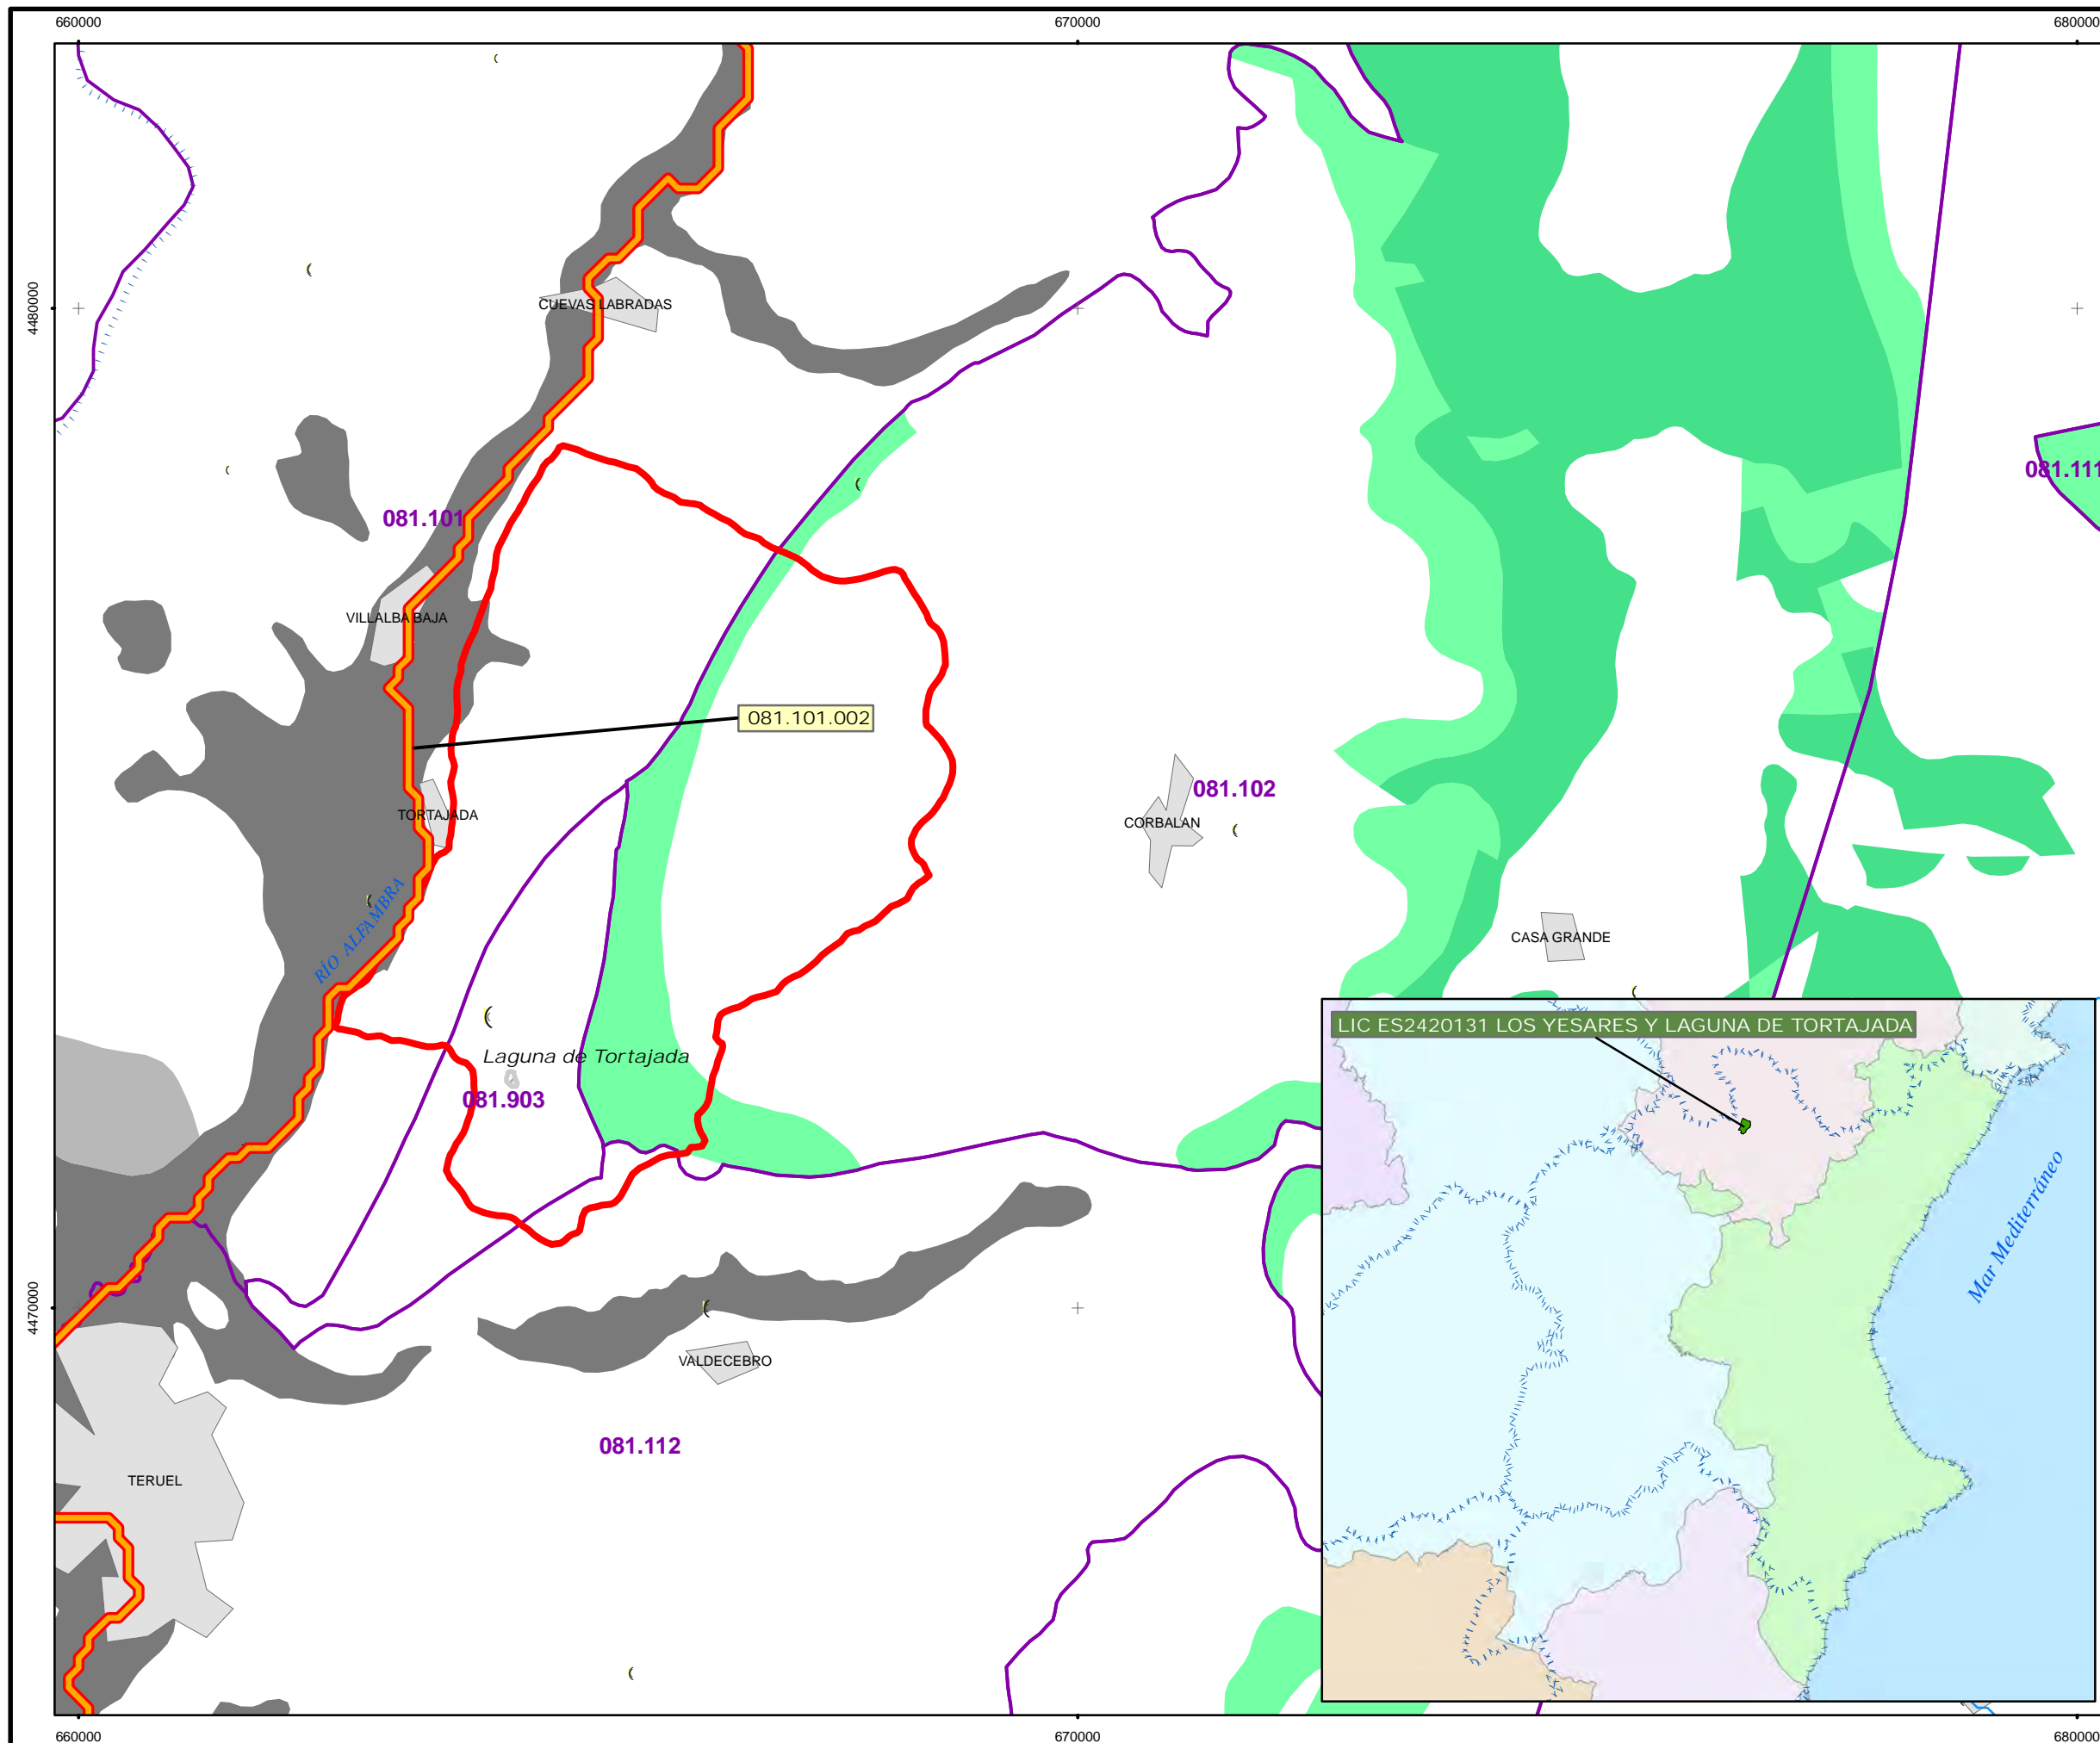 660000
670000
680000
4480000
CUEVAS LABRADAS
081.101
081.111
VILLALBA BAJA
081.101.002
081.102
TORTAJADA
CORBALAN
RÍO ALFAMBRA
CASA GRANDE
LIC ES2420131 LOS YESARES Y LAGUNA DE TORTAJADA
Laguna de Tortajada
081.903
Mar Mediterráneo
4470000
VALDECEBRO
081.112
TERUEL
660000
670000
680000